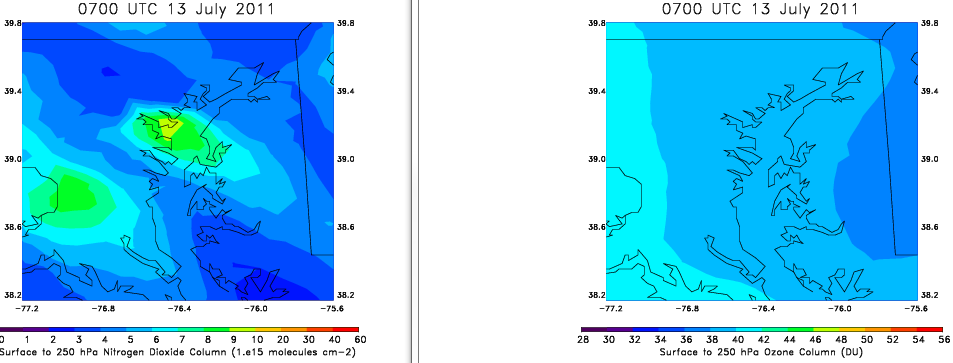 0700 UTC 13 July 2011
39.8
39.4
39.0
38.6
38.2
39.8
39.4
39.0
38.6
38.2
−77.2 −76.8 −76.4 −76.0 −75.6
0 1 2 3 4 5 6 7 8 9 10 20 30 40 60
Surface to 250 hPa Nitrogen Dioxide Column (1.e15 molecules cm−2)
0700 UTC 13 July 2011
39.8
39.4
39.0
38.6
38.2
39.8
39.4
39.0
38.6
38.2
−77.2 −76.8 −76.4 −76.0 −75.6
28 30 32 34 36 38 40 42 44 46 48 50 52 54 56
Surface to 250 hPa Ozone Column (DU)